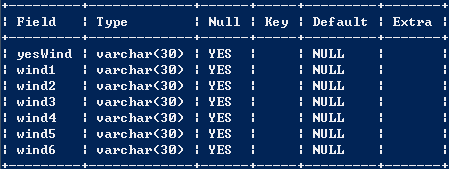 +---------+-------------+------+-----+---------+-------+
| Field   | Type        | Null | Key | Default | Extra |
+---------+-------------+------+-----+---------+-------+
| yesWind | varchar(30) | YES  |     | NULL    |       |
| wind1   | varchar(30) | YES  |     | NULL    |       |
| wind2   | varchar(30) | YES  |     | NULL    |       |
| wind3   | varchar(30) | YES  |     | NULL    |       |
| wind4   | varchar(30) | YES  |     | NULL    |       |
| wind5   | varchar(30) | YES  |     | NULL    |       |
| wind6   | varchar(30) | YES  |     | NULL    |       |
+---------+-------------+------+-----+---------+-------+